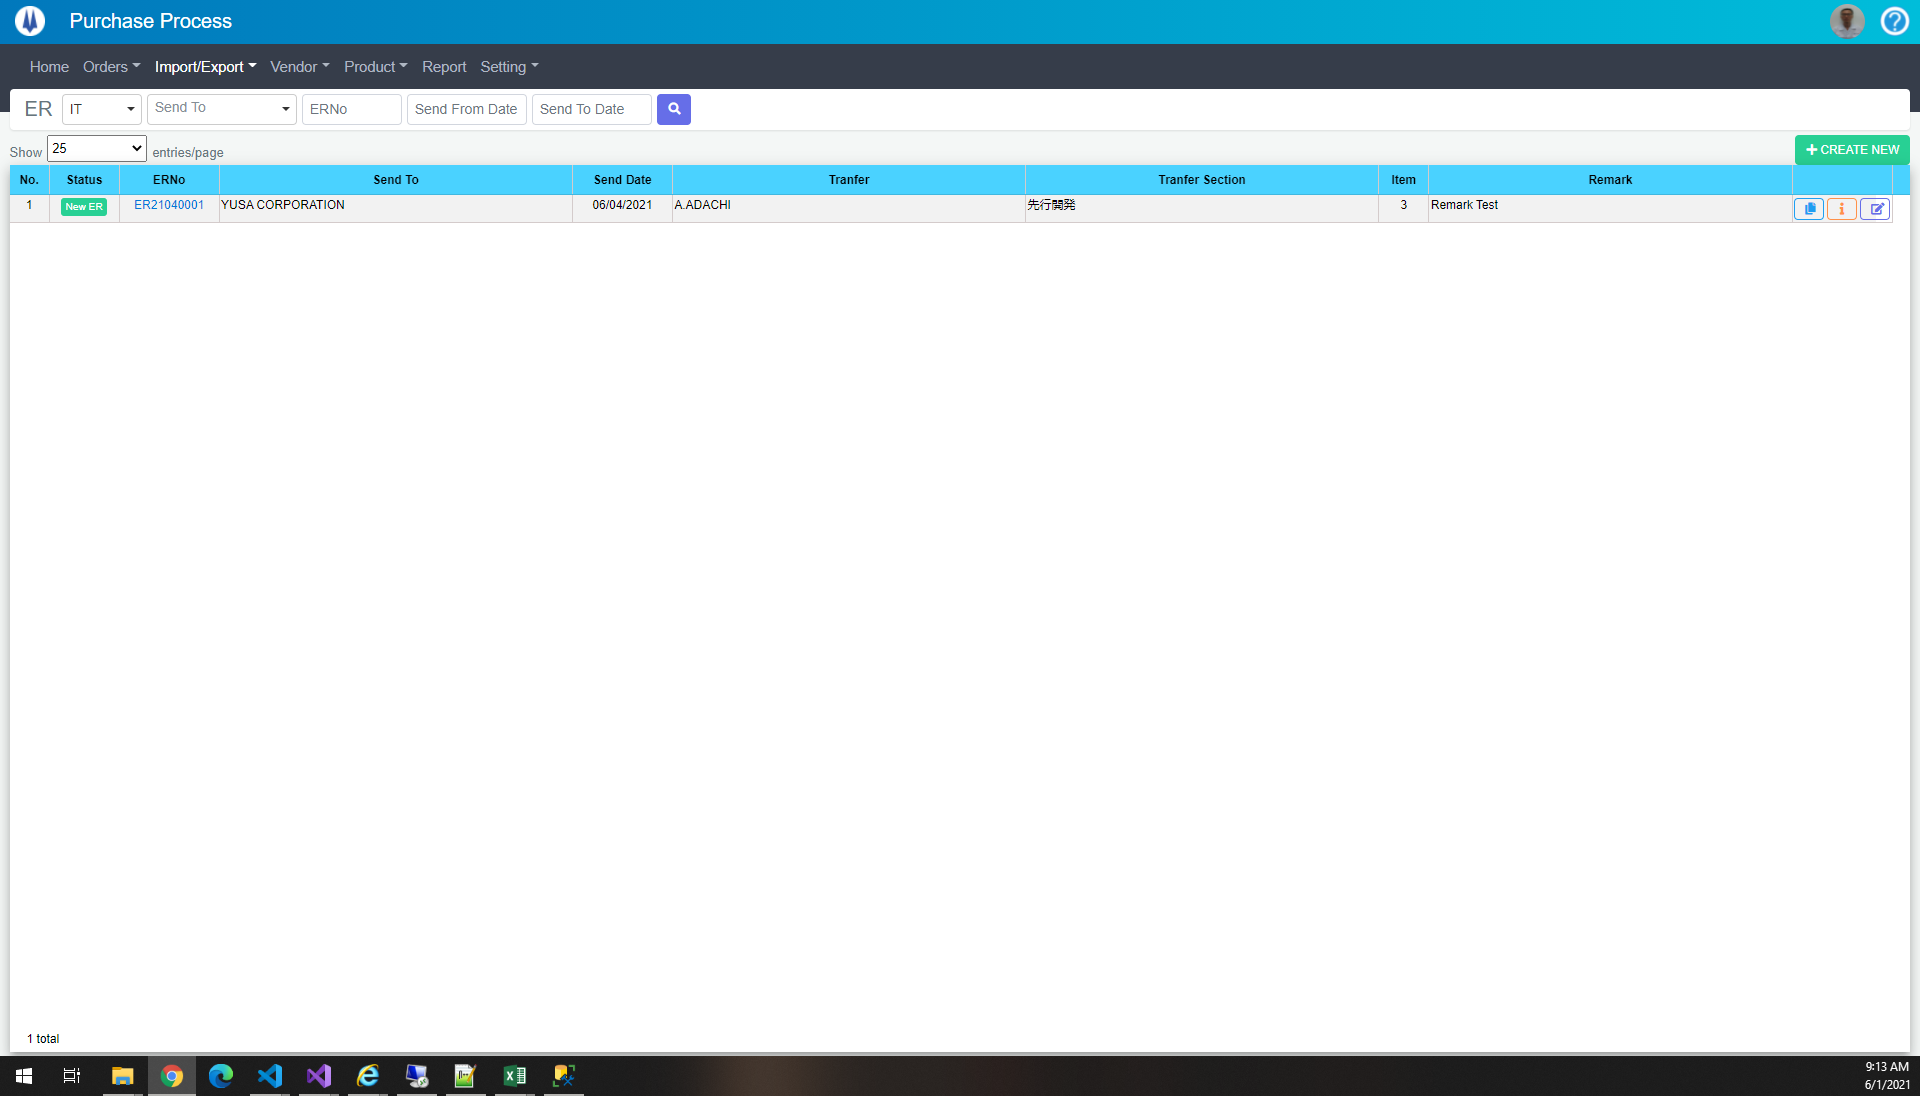 Purchase Process
Home Orders Import/Export Vendor Product Report Setting
ER IT Send To ERNo Send From Date Send To Date
Show 25 entries/page + CREATE NEW
No. Status ERNo Send To Send Date Tranfer Tranfer Section Item Remark
1 New ER ER21040001 YUSA CORPORATION 06/04/2021 A.ADACHI 先行開発 3 Remark Test
1 total
9:13 AM
6/1/2021